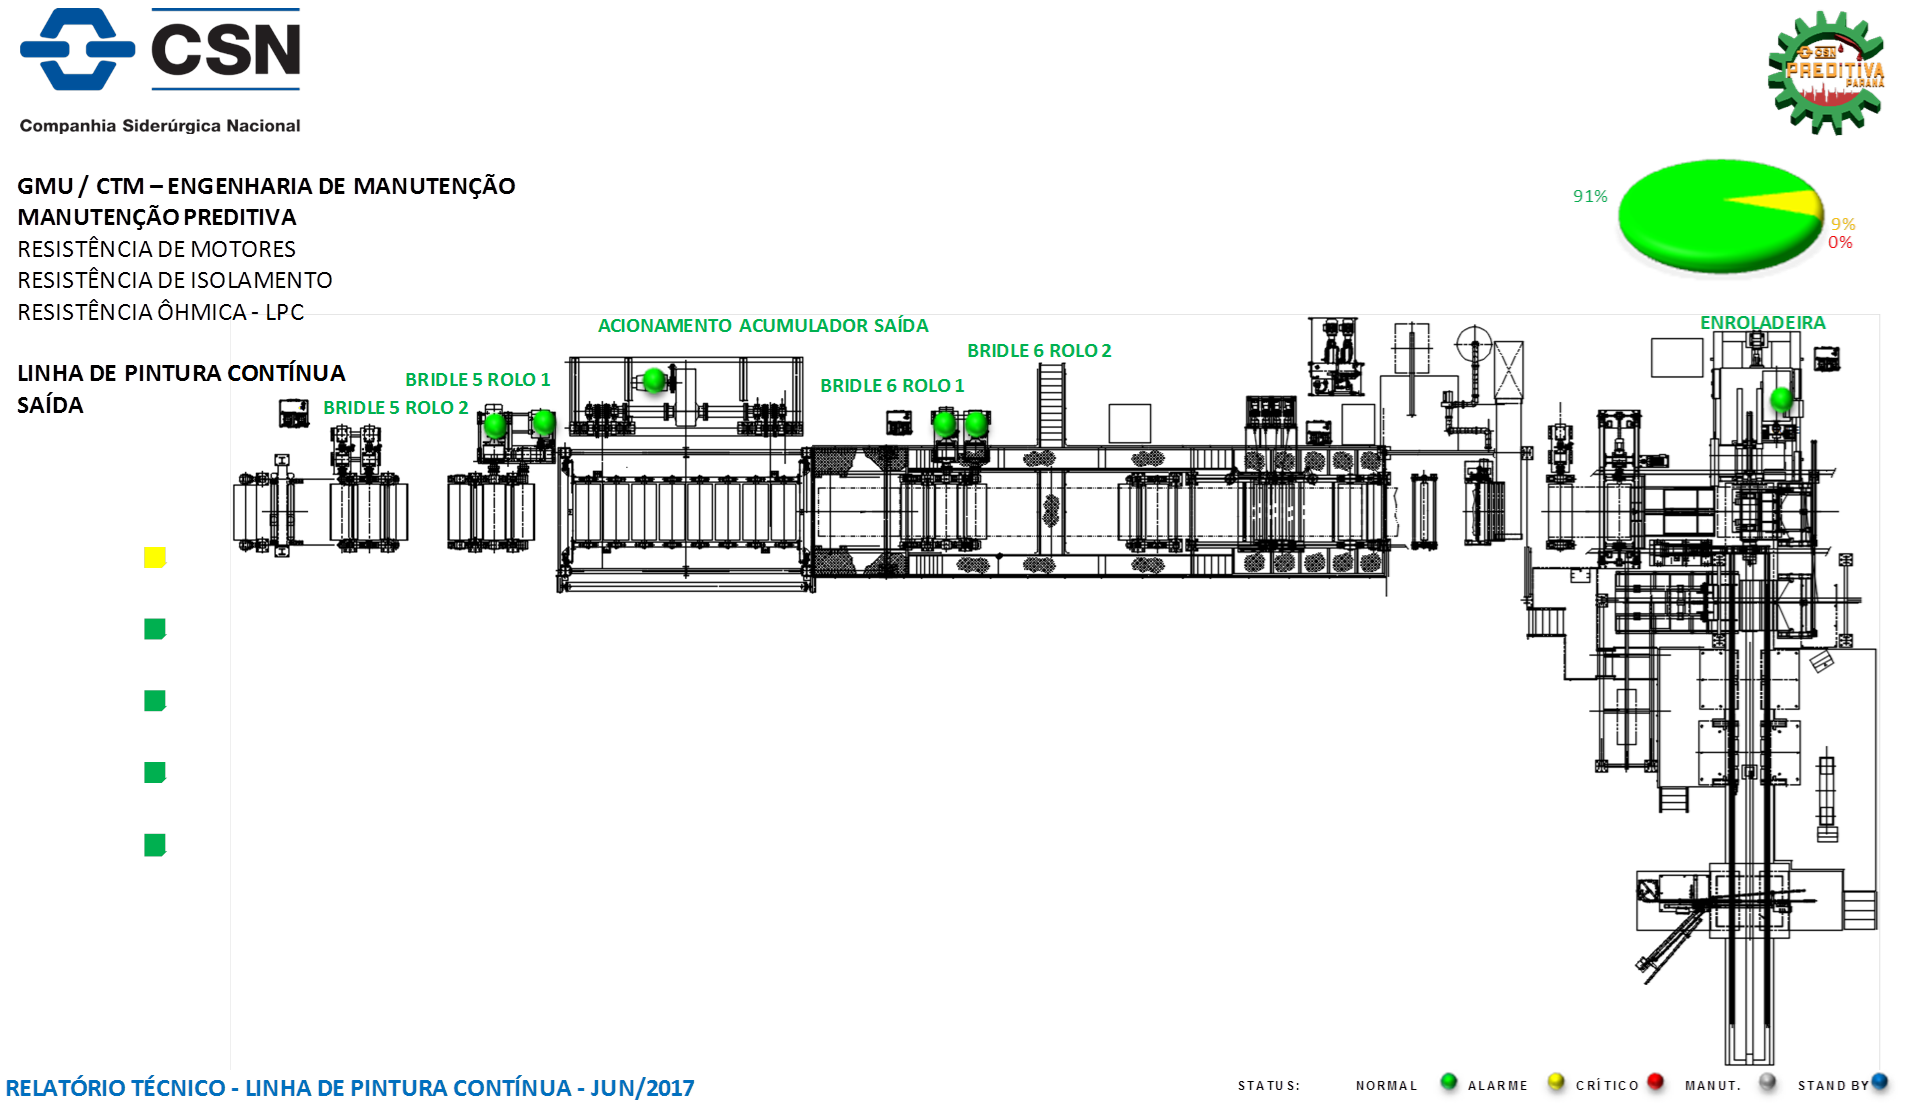 CSN
Companhia Siderúrgica Nacional
CSN
PREDITIVA
PARANÁ
GMU / CTM – ENGENHARIA DE MANUTENÇÃO
MANUTENÇÃO PREDITIVA
RESISTÊNCIA DE MOTORES
RESISTÊNCIA DE ISOLAMENTO
RESISTÊNCIA ÔHMICA - LPC
LINHA DE PINTURA CONTÍNUA
SAÍDA
91%
9%
0%
ACIONAMENTO ACUMULADOR SAÍDA
ENROLADEIRA
BRIDLE 6 ROLO 2
BRIDLE 5 ROLO 1
BRIDLE 6 ROLO 1
BRIDLE 5 ROLO 2
RELATÓRIO TÉCNICO - LINHA DE PINTURA CONTÍNUA - JUN/2017
STATUS: NORMAL ALARME CRÍTICO MANUT. STAND BY